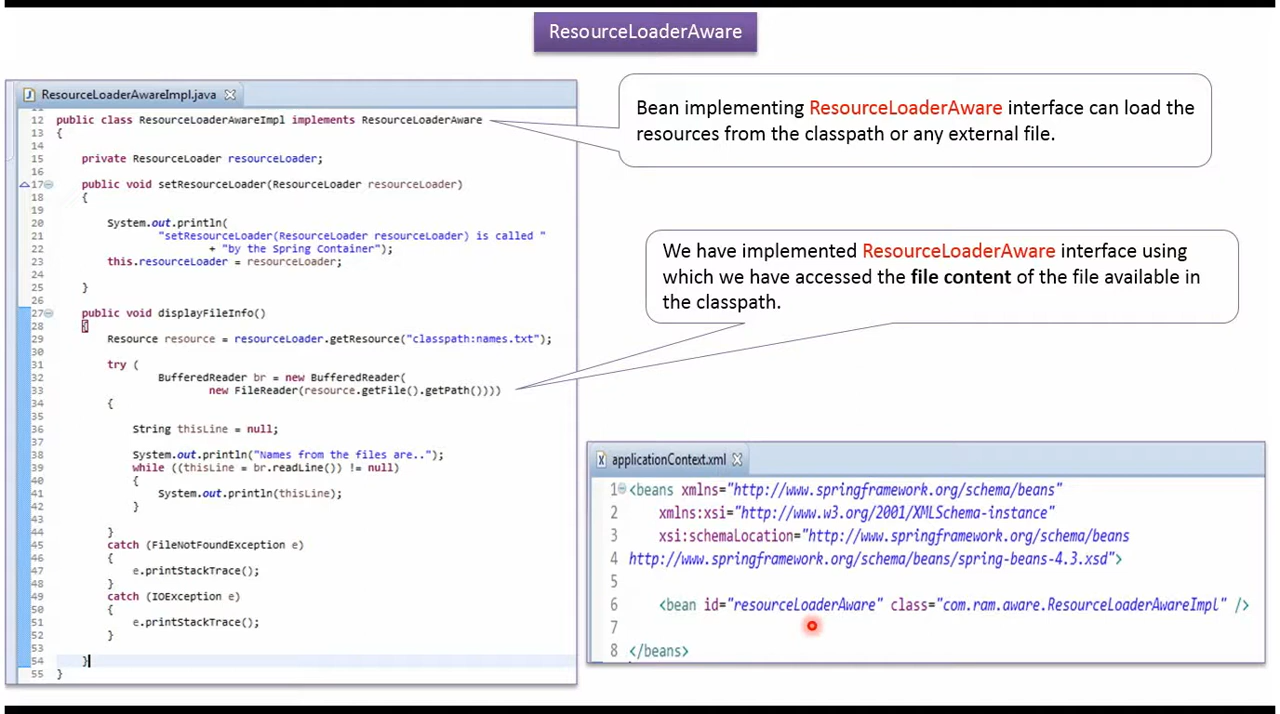 ResourceLoaderAware
ResourceLoaderAwareImpl.java
12 public class ResourceLoaderAwareImpl implements ResourceLoaderAware
13 {
14
15     private ResourceLoader resourceLoader;
16
17     public void setResourceLoader(ResourceLoader resourceLoader)
18     {
19
20         System.out.println(
21                 "setResourceLoader(ResourceLoader resourceLoader) is called "
22                         + "by the Spring Container");
23         this.resourceLoader = resourceLoader;
24
25     }
26
27     public void displayFileInfo()
28     {
29         Resource resource = resourceLoader.getResource("classpath:names.txt");
30
31         try (
32                 BufferedReader br = new BufferedReader(
33                         new FileReader(resource.getFile().getPath())))
34         {
35
36             String thisLine = null;
37
38             System.out.println("Names from the files are..");
39             while ((thisLine = br.readLine()) != null)
40             {
41                 System.out.println(thisLine);
42             }
43
44         }
45         catch (FileNotFoundException e)
46         {
47             e.printStackTrace();
48         }
49         catch (IOException e)
50         {
51             e.printStackTrace();
52         }
53
54     }
55 }
Bean implementing ResourceLoaderAware interface can load the
resources from the classpath or any external file.
We have implemented ResourceLoaderAware interface using
which we have accessed the file content of the file available in
the classpath.
applicationContext.xml
1 <beans xmlns="http://www.springframework.org/schema/beans"
2     xmlns:xsi="http://www.w3.org/2001/XMLSchema-instance"
3     xsi:schemaLocation="http://www.springframework.org/schema/beans
4 http://www.springframework.org/schema/beans/spring-beans-4.3.xsd">
5
6     <bean id="resourceLoaderAware" class="com.ram.aware.ResourceLoaderAwareImpl" />
7
8 </beans>